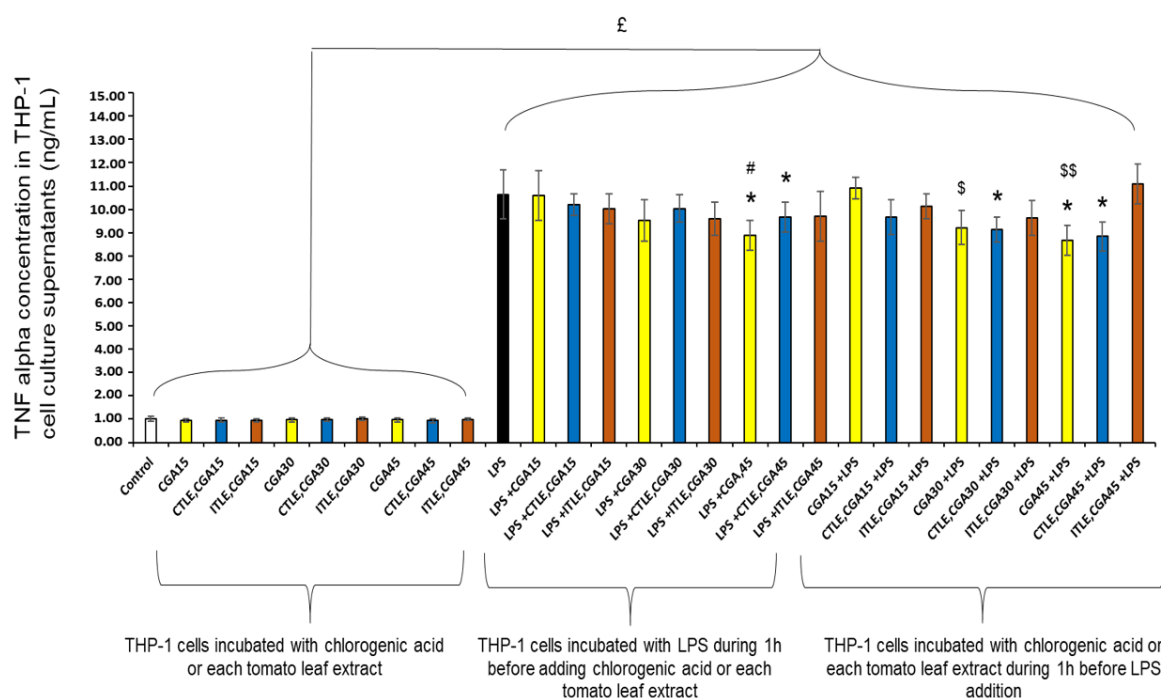 £
TNF alpha concentration in THP-1
cell culture supernatants (ng/mL)
15.00
14.00
13.00
12.00
11.00
10.00
9.00
8.00
7.00
6.00
5.00
4.00
3.00
2.00
1.00
0.00
#
*
*
$
*
$$
*
*
Control
CGA15
CTLE,CGA15
ITLE,CGA15
CGA30
CTLE,CGA30
ITLE,CGA30
CGA45
CTLE,CGA45
ITLE,CGA45
LPS
LPS +CGA15
LPS +CTLE,CGA15
LPS +ITLE,CGA15
LPS +CGA30
LPS +CTLE,CGA30
LPS +ITLE,CGA30
LPS +CGA,45
LPS +CTLE,CGA45
LPS +ITLE,CGA45
CGA15+LPS
CTLE,CGA15 +LPS
ITLE,CGA15 +LPS
CGA30+LPS
CTLE,CGA30 +LPS
ITLE,CGA30 +LPS
CGA45+LPS
CTLE,CGA45 +LPS
ITLE,CGA45 +LPS
THP-1 cells incubated with chlorogenic acid
or each tomato leaf extract
THP-1 cells incubated with LPS during 1h
before adding chlorogenic acid or each
tomato leaf extract
THP-1 cells incubated with chlorogenic acid or
each tomato leaf extract during 1h before LPS
addition